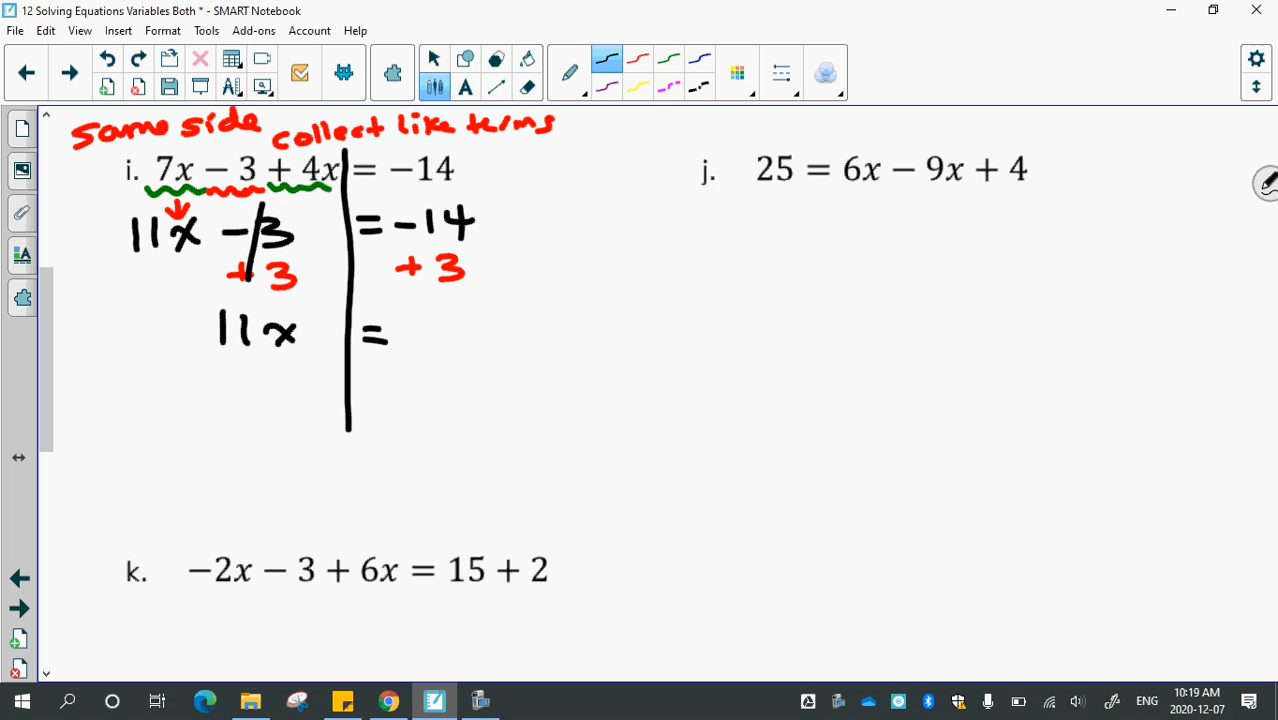 12 Solving Equations Variables Both * - SMART Notebook
File Edit View Insert Format Tools Add-ons Account Help
same side collect like terms
i. 7x − 3 + 4x = −14
11x - 3 = -14
+ 3 + 3
11x =
j. 25 = 6x − 9x + 4
k. −2x − 3 + 6x = 15 + 2
ENG
10:19 AM
2020-12-07